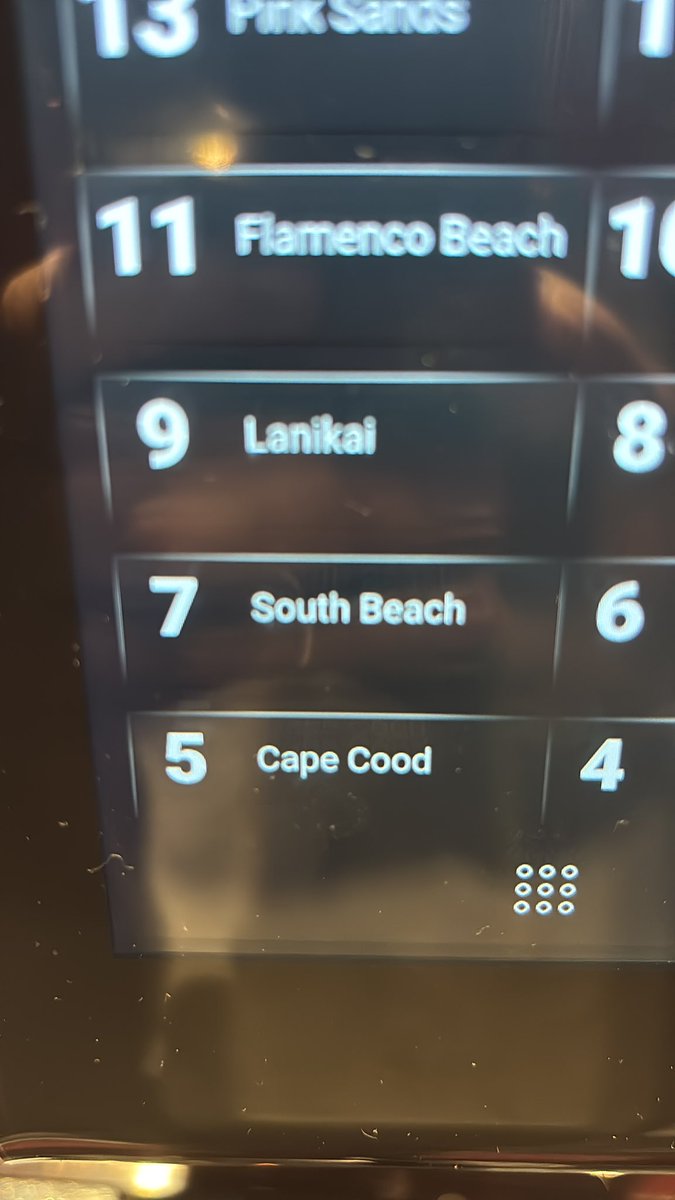 13 Pink Sands
11 Flamenco Beach
9 Lanikai 8
7 South Beach 6
5 Cape Cood 4